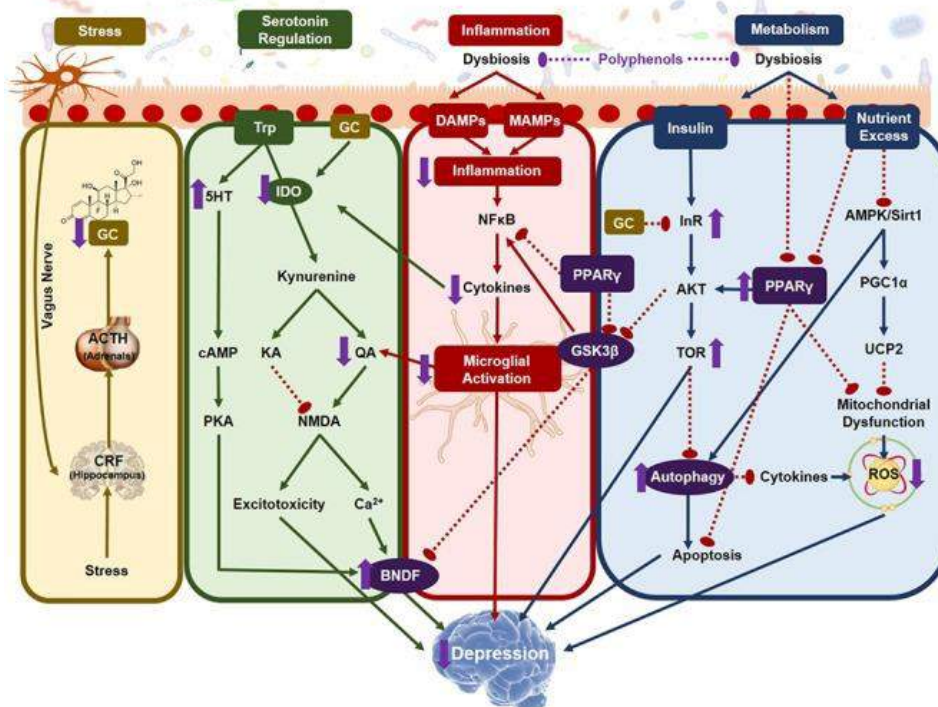 Stress
Serotonin
Regulation
Inflammation
Metabolism
Dysbiosis
Polyphenols
Dysbiosis
Trp
GC
DAMPs
MAMPs
Insulin
Nutrient
Excess
OH
O
HO
OH
H
H
H
O
GC
5HT
IDO
Inflammation
NFκB
GC
InR
AMPK/Sirt1
Kynurenine
Cytokines
PPARγ
AKT
PPARγ
PGC1α
Vagus Nerve
ACTH
(Adrenals)
cAMP
KA
QA
Microglial
Activation
GSK3β
TOR
UCP2
PKA
NMDA
Mitochondrial
Dysfunction
CRF
(Hippocampus)
Excitotoxicity
Ca²⁺
Autophagy
Cytokines
ROS
Stress
BNDF
Apoptosis
Depression